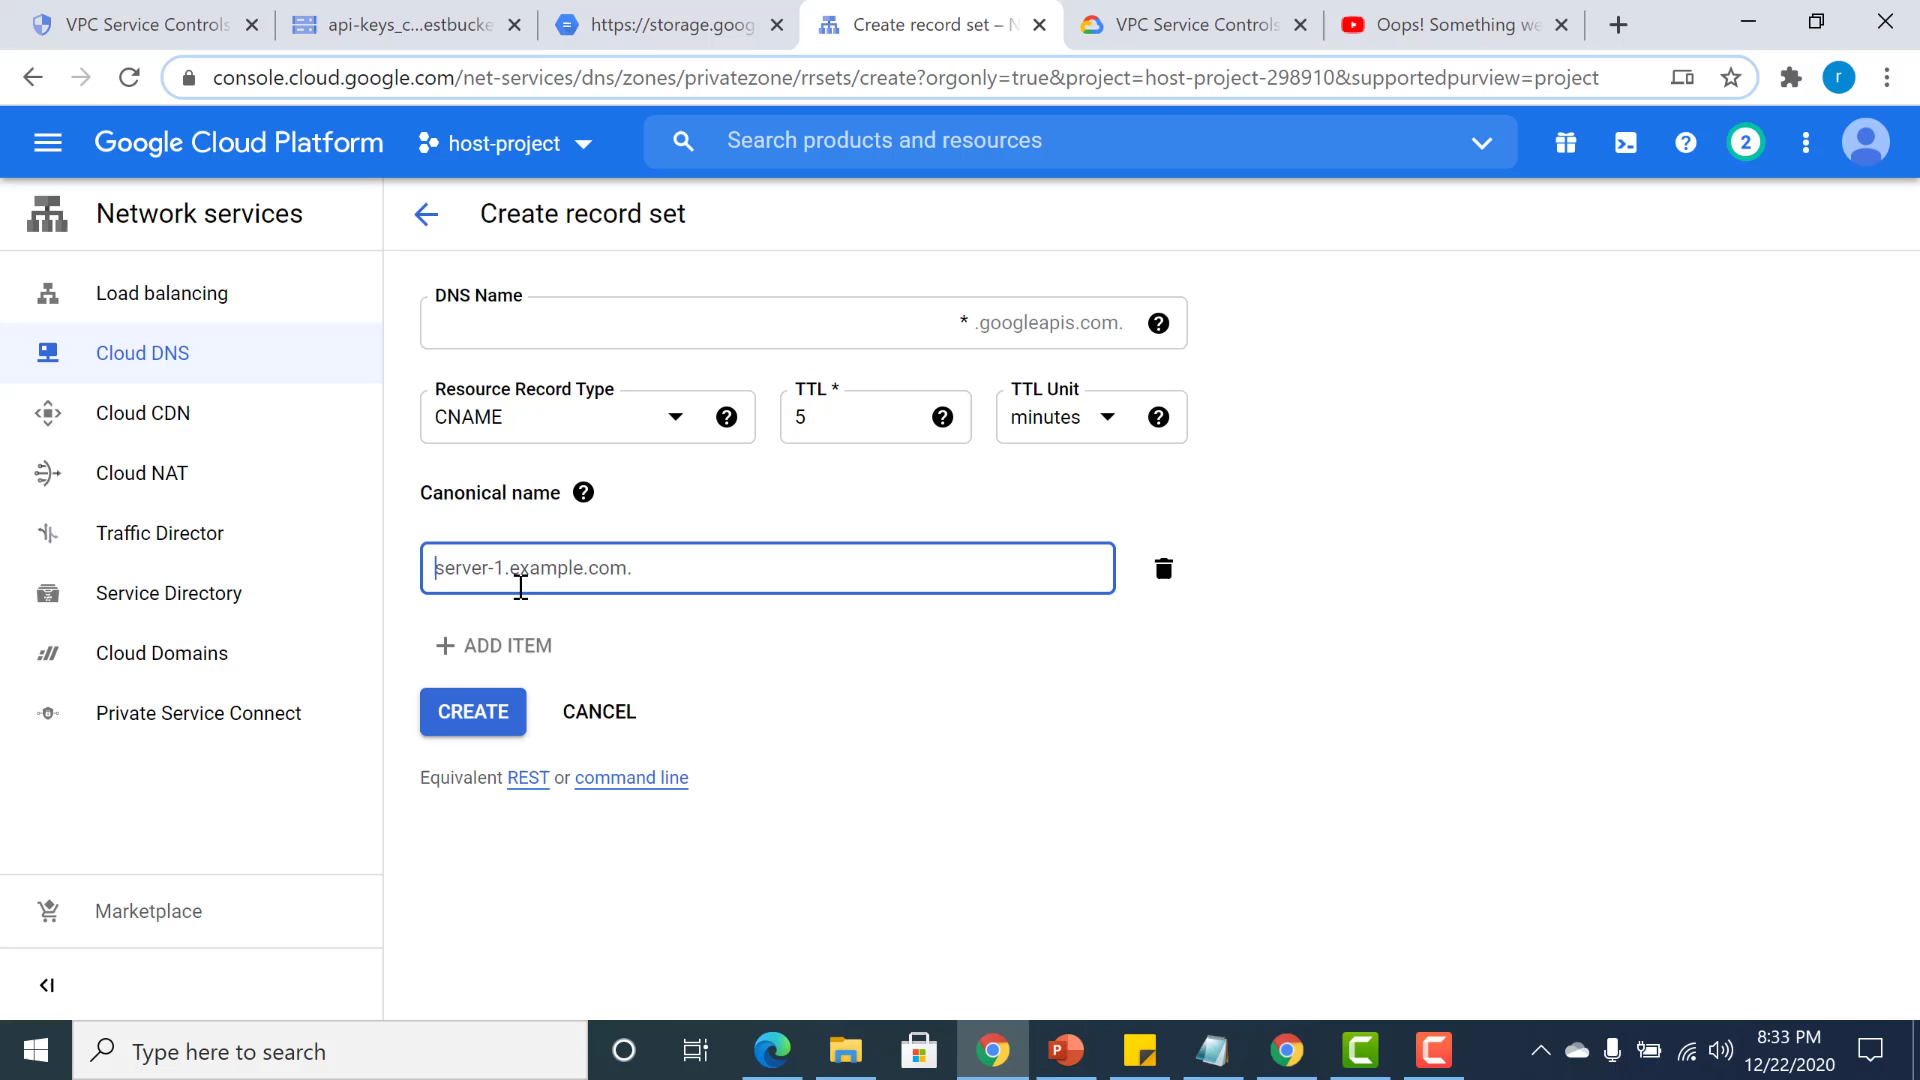 VPC Service Controls
api-keys_c...estbucke
https://storage.goog
Create record set – N
VPC Service Controls
Oops! Something we
console.cloud.google.com/net-services/dns/zones/privatezone/rrsets/create?orgonly=true&project=host-project-298910&supportedpurview=project
r
Google Cloud Platform
host-project
Search products and resources
2
Network services
Create record set
Load balancing
Cloud DNS
Cloud CDN
Cloud NAT
Traffic Director
Service Directory
Cloud Domains
Private Service Connect
Marketplace
DNS Name
* .googleapis.com.
Resource Record Type
CNAME
TTL *
5
TTL Unit
minutes
Canonical name
server-1.example.com.
ADD ITEM
CREATE
CANCEL
Equivalent REST or command line
Type here to search
8:33 PM
12/22/2020